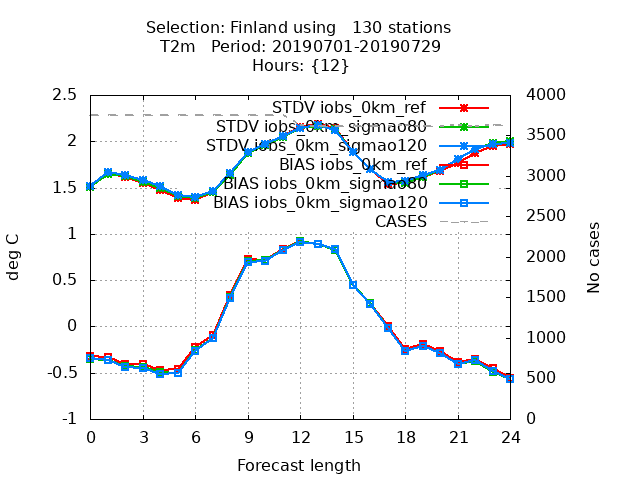 Selection: Finland using   130 stations
T2m   Period: 20190701-20190729
Hours: {12}
STDV iobs_0km_ref
STDV iobs_0km_sigmao80
STDV iobs_0km_sigmao120
BIAS iobs_0km_ref
BIAS iobs_0km_sigmao80
BIAS iobs_0km_sigmao120
CASES
deg C
2.5
2
1.5
1
0.5
0
-0.5
-1
No cases
4000
3500
3000
2500
2000
1500
1000
500
0
0 3 6 9 12 15 18 21 24
Forecast length